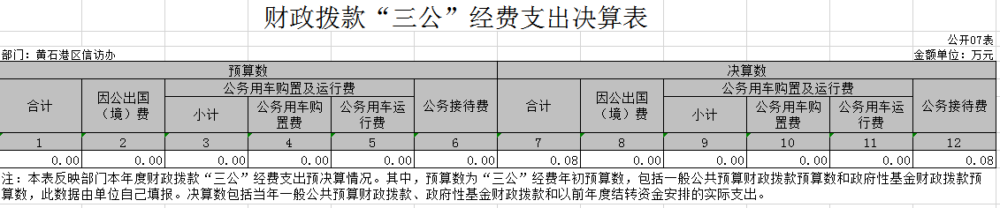 财政拨款“三公”经费支出决算表
公开07表
部门：黄石港区信访办 金额单位：万元
预算数 决算数
合计 因公出国（境）费 公务用车购置及运行费 公务接待费 合计 因公出国（境）费 公务用车购置及运行费 公务接待费
小计 公务用车购置费 公务用车运行费 小计 公务用车购置费 公务用车运行费
1 2 3 4 5 6 7 8 9 10 11 12
0.00 0.00 0.00 0.00 0.00 0.00 0.08 0.00 0.00 0.00 0.00 0.08
注：本表反映部门本年度财政拨款“三公”经费支出预决算情况。其中，预算数为“三公”经费年初预算数，包括一般公共预算财政拨款预算数和政府性基金财政拨款预
算数，此数据由单位自己填报。决算数包括当年一般公共预算财政拨款、政府性基金财政拨款和以前年度结转资金安排的实际支出。